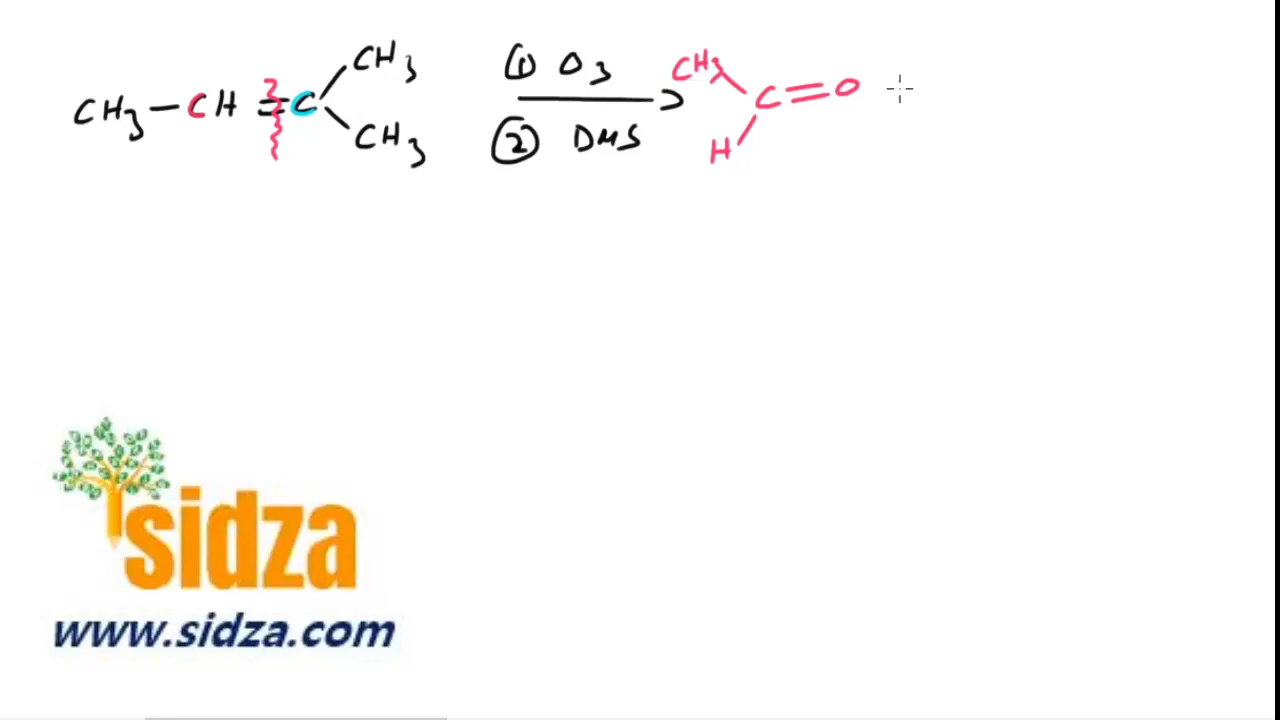 CH3-CH=C
CH3
CH3
① O3
② DMS
CH3
C=O
H
sidza
www.sidza.com